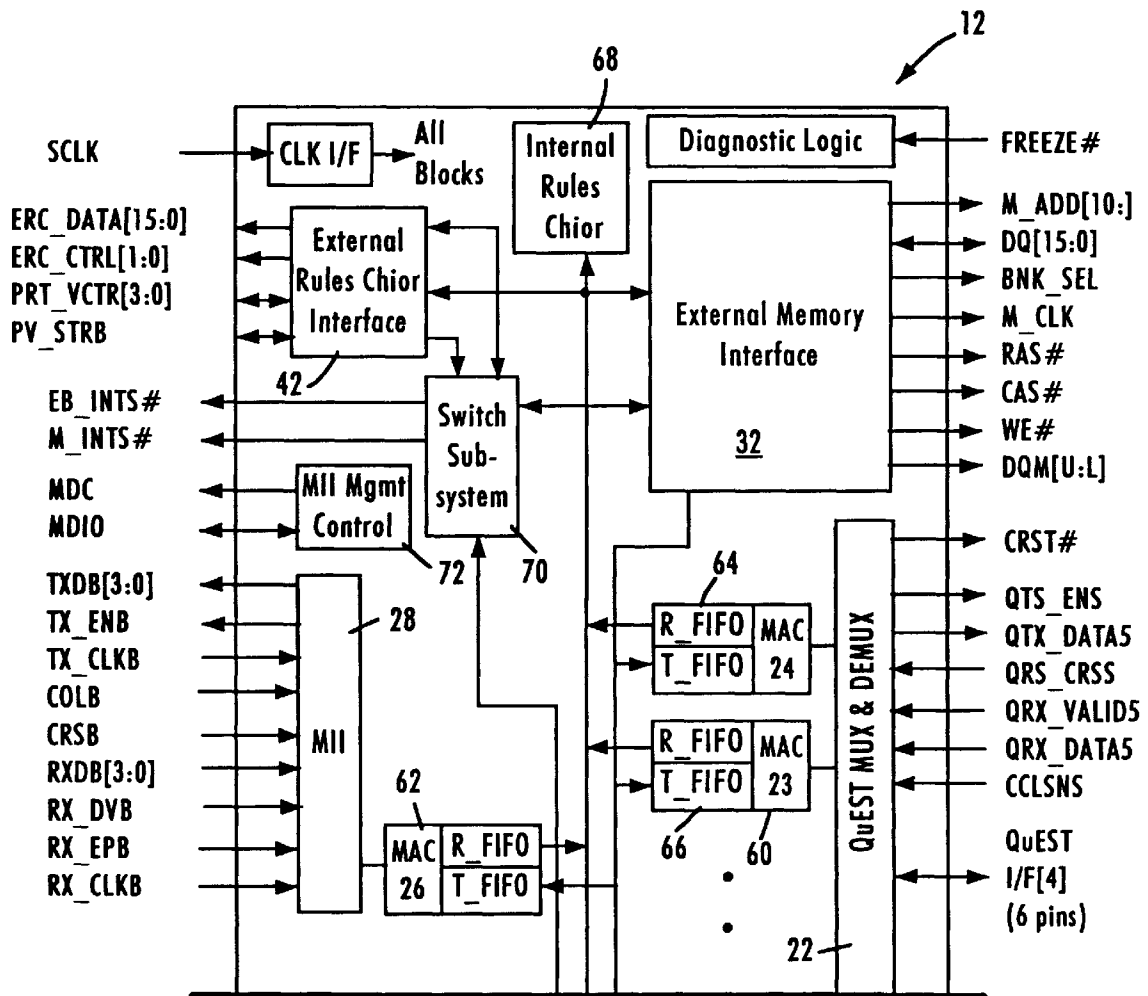 12
68
SCLK
CLK I/F
All
Blocks
Internal
Rules
Chior
Diagnostic Logic
FREEZE#
ERC_DATA[15:0]
ERC_CTRL[1:0]
PRT_VCTR[3:0]
PV_STRB
External
Rules Chior
Interface
42
External Memory
Interface
32
M_ADD[10:]
DQ[15:0]
BNK_SEL
M_CLK
RAS#
CAS#
WE#
DQM[U:L]
EB_INTS#
M_INTS#
Switch
Sub-
system
70
MDC
MDIO
MII Mgmt
Control
72
CRST#
TXDB[3:0]
TX_ENB
TX_CLKB
COLB
CRSB
RXDB[3:0]
RX_DVB
RX_EPB
RX_CLKB
28
MII
62
MAC
26
R_FIFO
T_FIFO
64
R_FIFO
T_FIFO
MAC
24
R_FIFO
T_FIFO
MAC
23
66
60
QuEST MUX & DEMUX
22
QTS_ENS
QTX_DATA5
QRS_CRSS
QRX_VALID5
QRX_DATA5
CCLSNS
QuEST
I/F[4]
(6 pins)